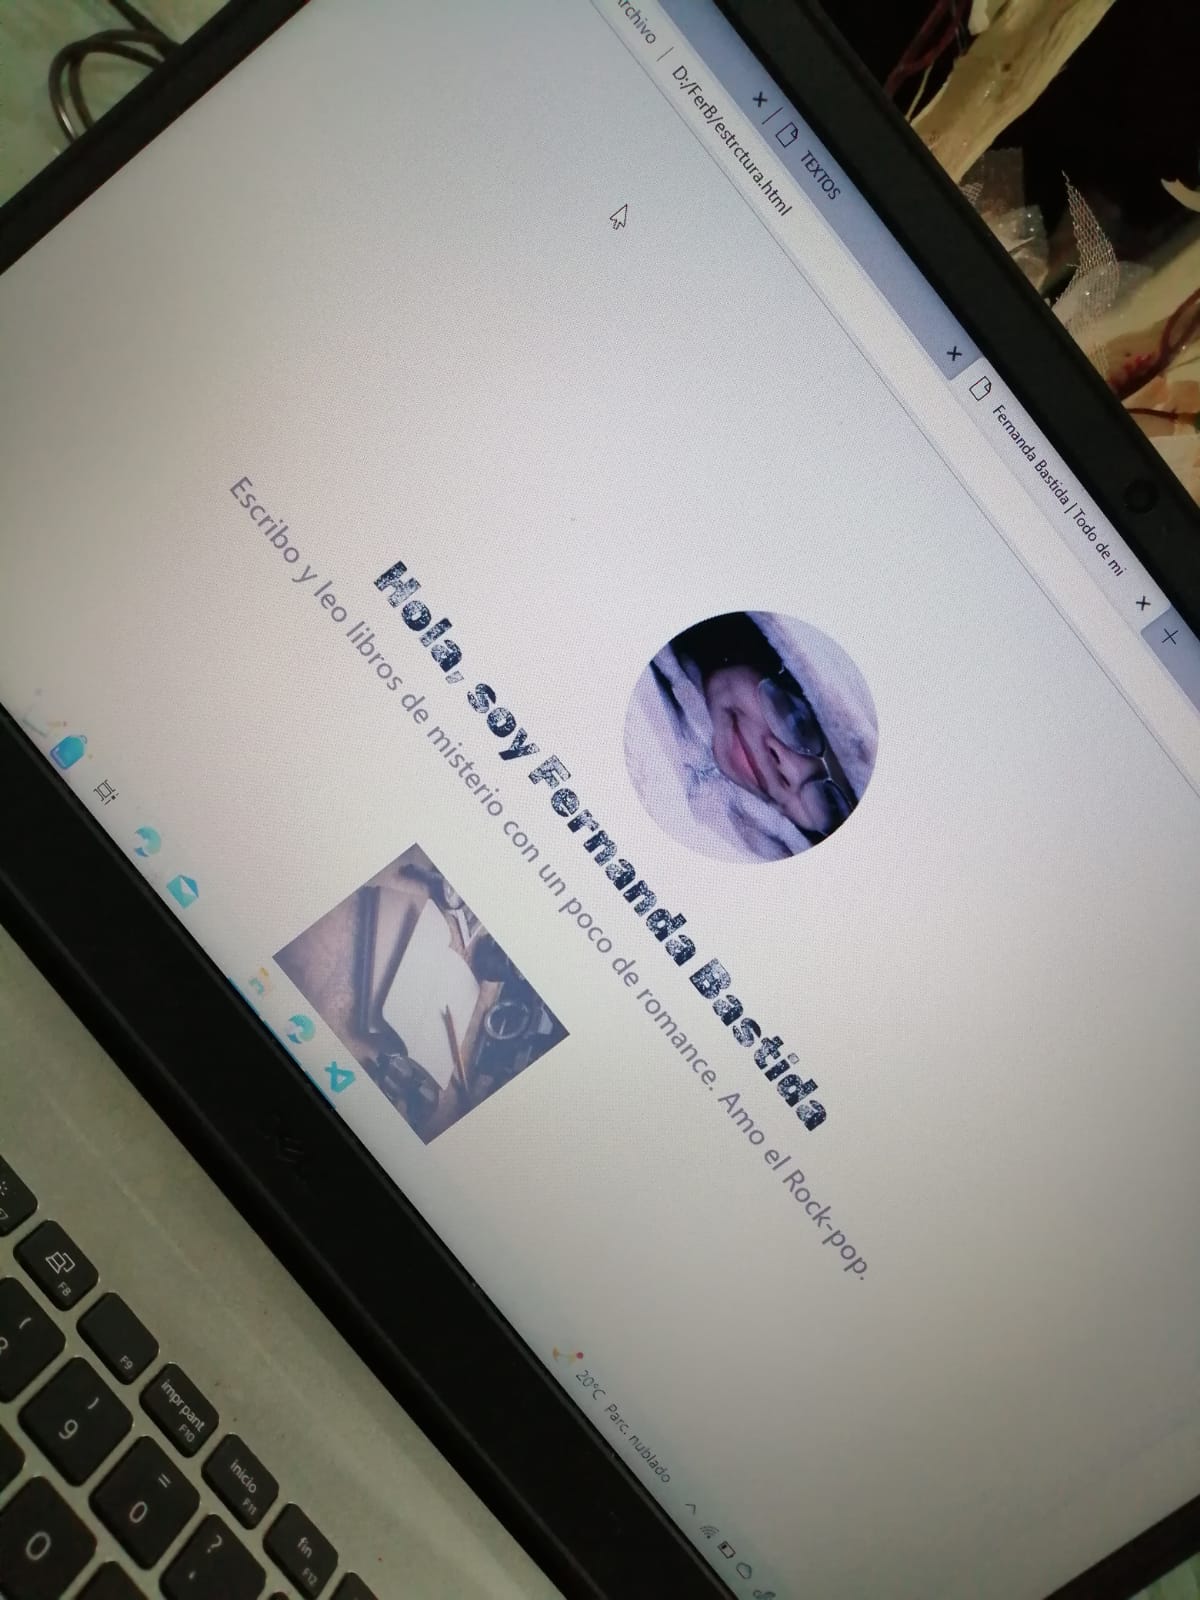 TEXTOS
Fernanda Bastida | Todo de mi
D:/FerB/estrctura.html
Hola, soy Fernanda Bastida
Escribo y leo libros de misterio con un poco de romance. Amo el Rock-pop.
20°C Parc. nublado
F8
F9
imprpant
F10
inicio
F11
fin
F12
)
9
=
0
?
O